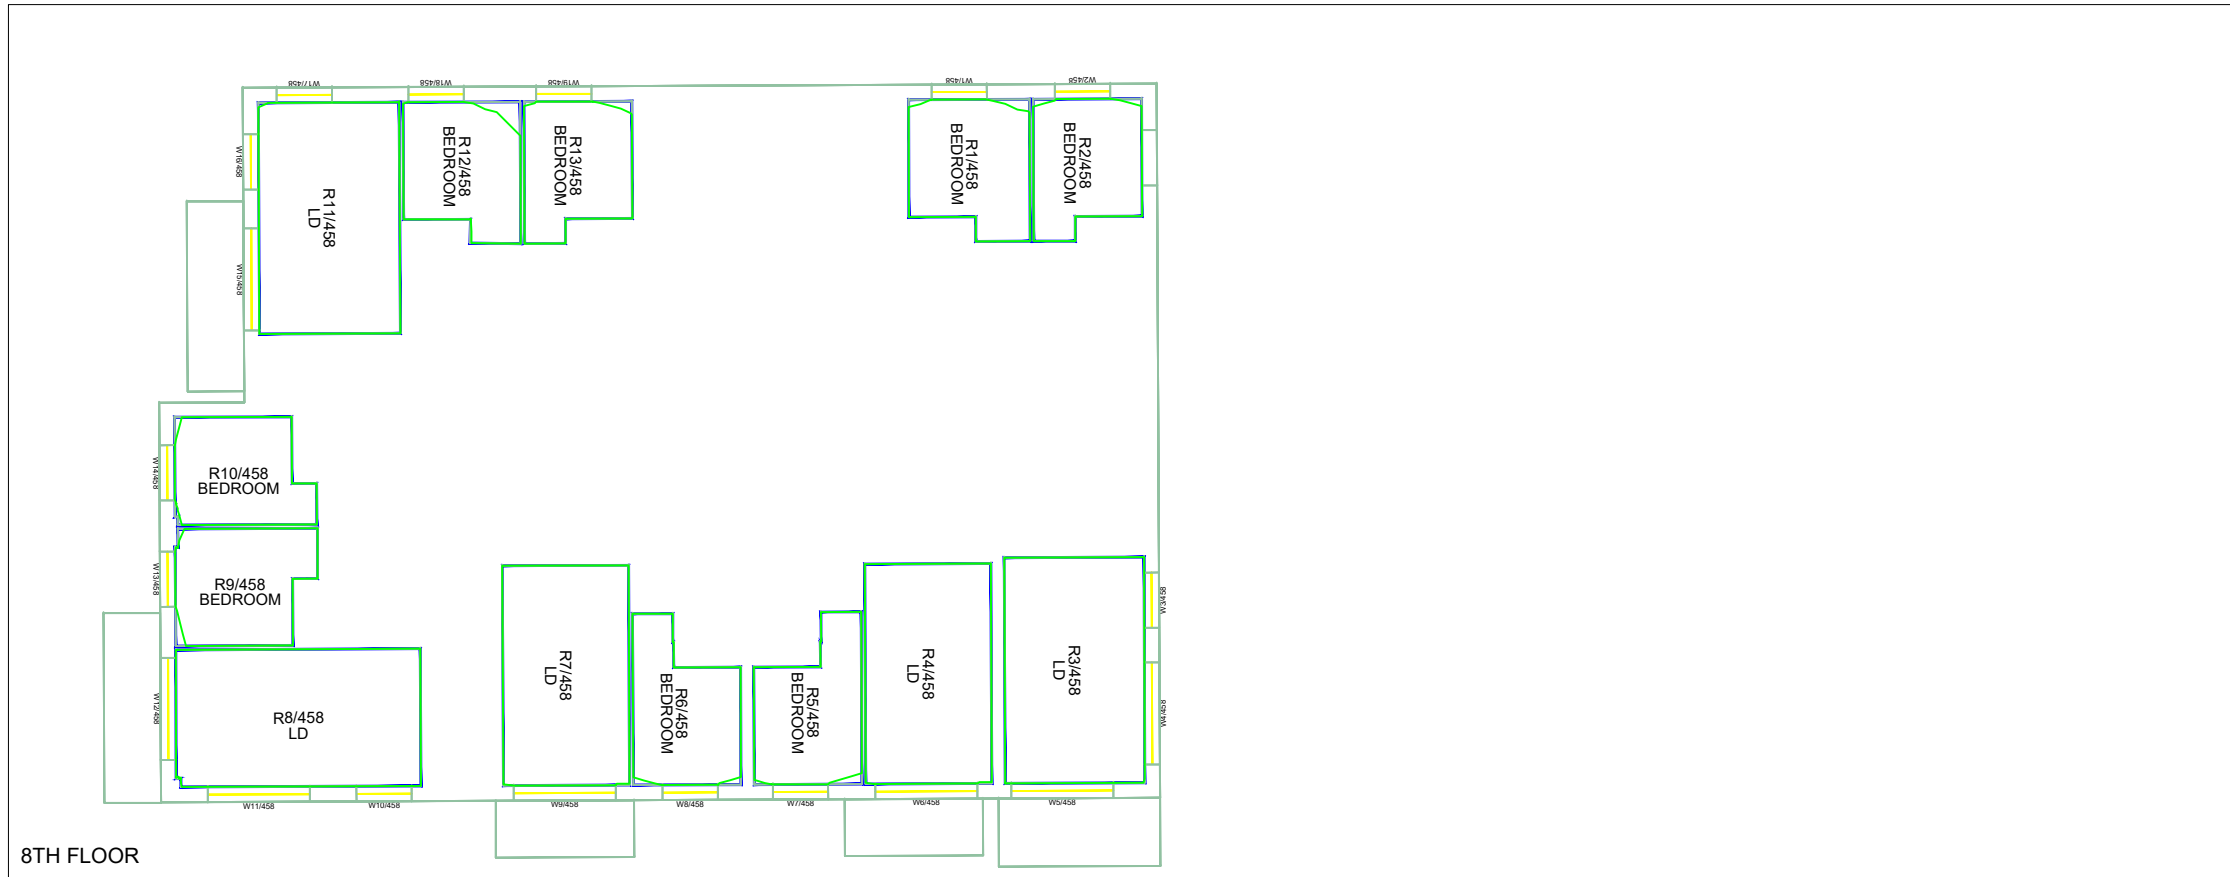 W17/458
W18/458
W19/458
W1/458
W2/458
W16/458
R11/458
LD
R12/458
BEDROOM
R13/458
BEDROOM
R1/458
BEDROOM
R2/458
BEDROOM
W15/458
W14/458
R10/458
BEDROOM
W13/458
R9/458
BEDROOM
W12/458
R8/458
LD
R7/458
LD
R6/458
BEDROOM
R5/458
BEDROOM
R4/458
LD
R3/458
LD
W3/458
W4/458
W11/458
W10/458
W9/458
W8/458
W7/458
W6/458
W5/458
8TH FLOOR